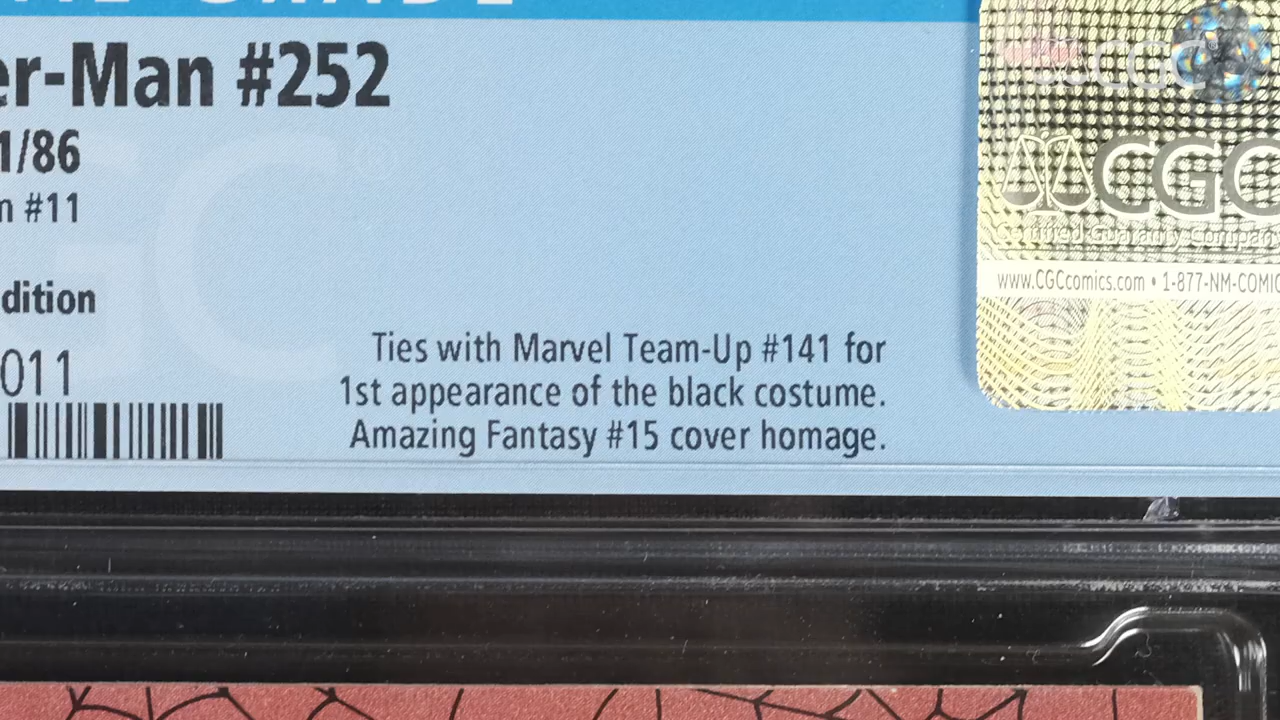 er-Man #252
1/86
n #11
dition
011
Ties with Marvel Team-Up #141 for
1st appearance of the black costume.
Amazing Fantasy #15 cover homage.
CGC
CGC
Certified Guaranty Company
www.CGCcomics.com • 1-877-NM-COMIC